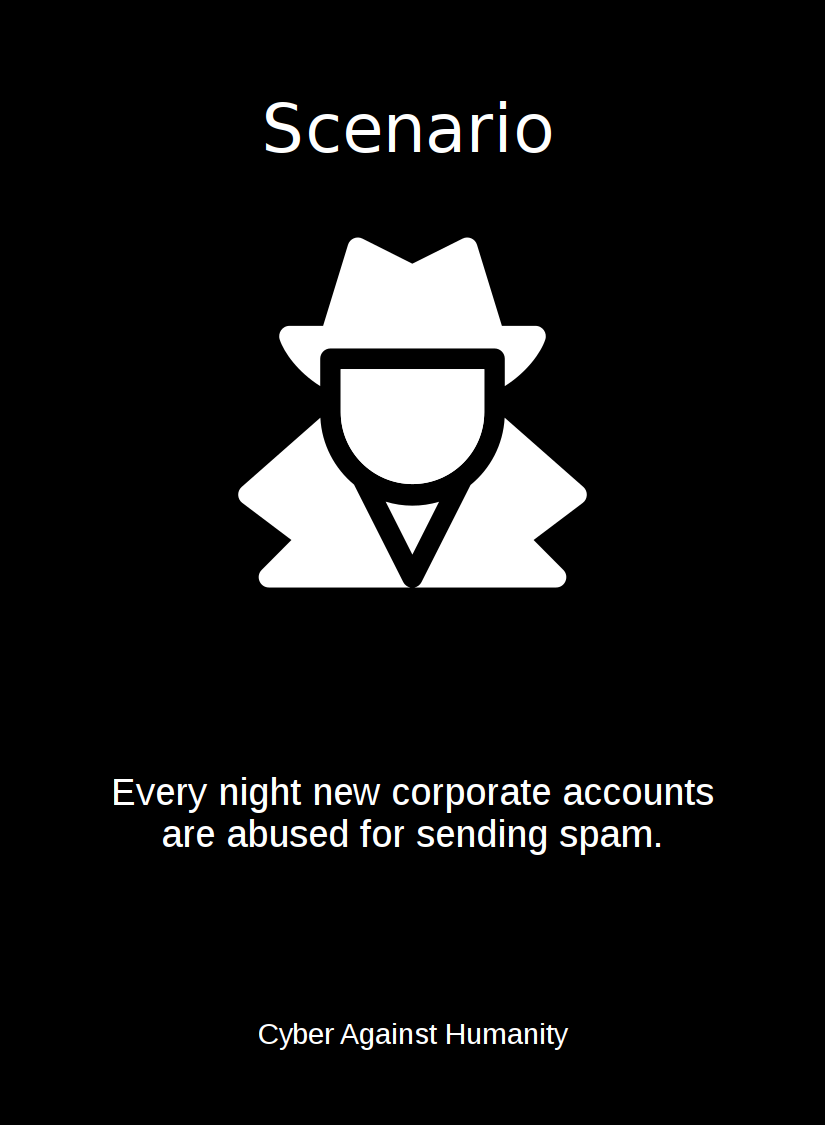 Scenario
Every night new corporate accounts
are abused for sending spam.
Cyber Against Humanity